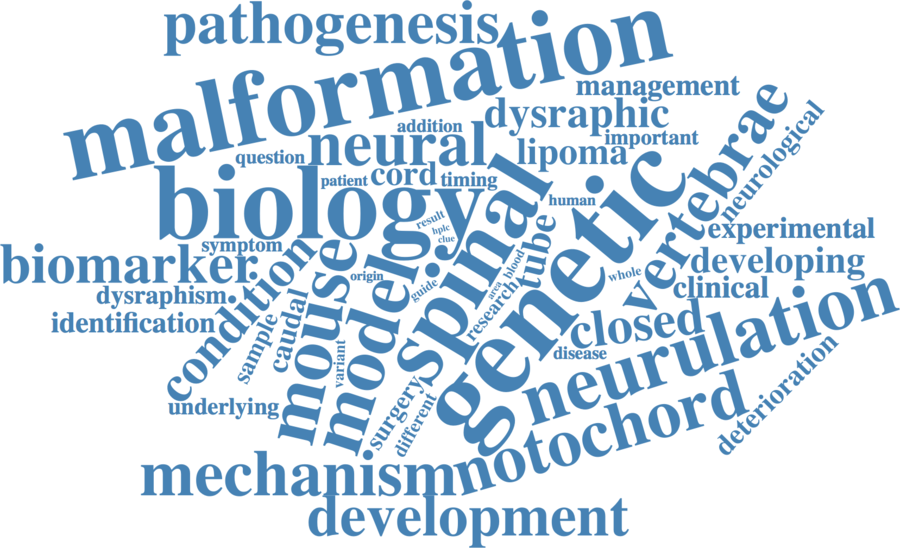 pathogenesis
malformation
management
dysraphic
addition
important
neural
question
lipoma
vertebrae
neurological
patient
cord
timing
biology
spinal
genetic
human
result
hplc
clue
tube
symptom
experimental
biomarker
mouse
model
origin
area
blood
whole
developing
dysraphism
condition
guide
research
clinical
identification
sample
caudal
variant
closed
neurulation
disease
underlying
surgery
different
deterioration
notochord
mechanism
development